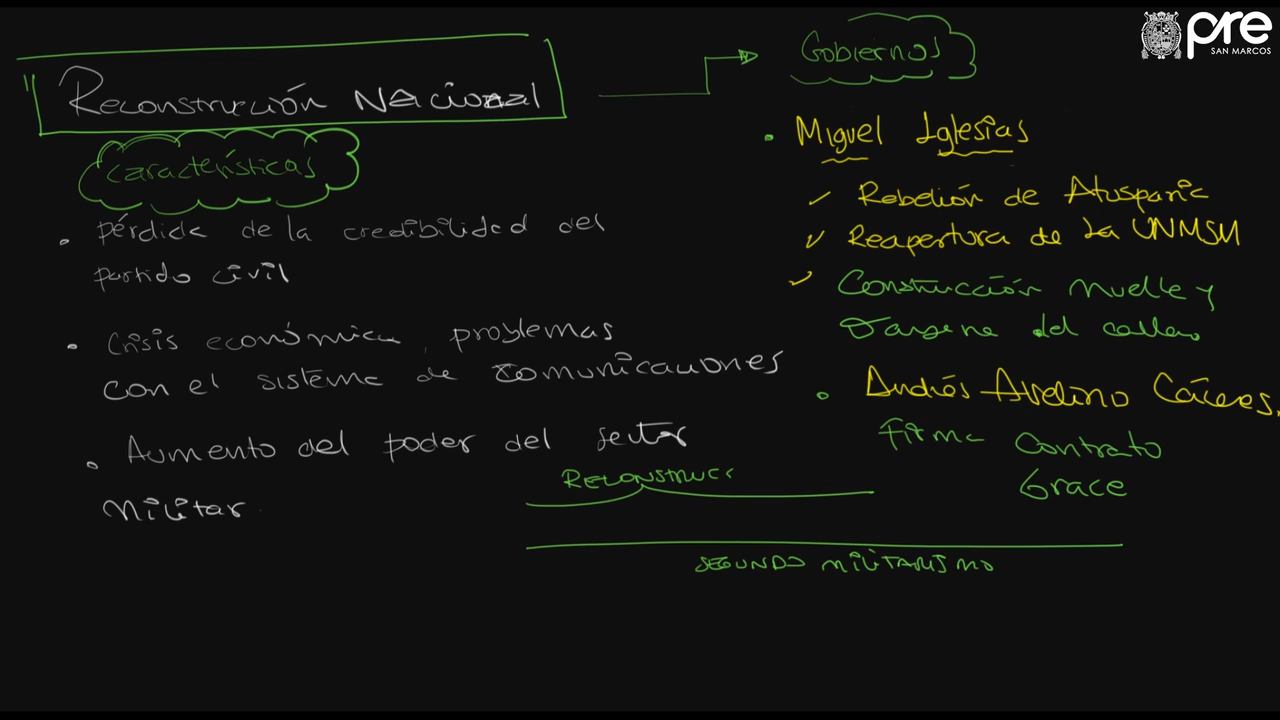 pre
SAN MARCOS
Reconstrucción Nacional
Gobiernos
Características
• pérdida de la credibilidad del
partido civil
• Crisis económica, problemas
con el sistema de comunicaciones
• Aumento del poder del sector
militar
• Miguel Iglesias
✓ Rebelión de Atusparia
✓ Reapertura de la UNMSM
✓ Construcción muelle y
dársena del callao
• Andrés Avelino Cáceres.
Firma Contrato
Grace
RECONSTRUCC
SEGUNDO MILITARISMO